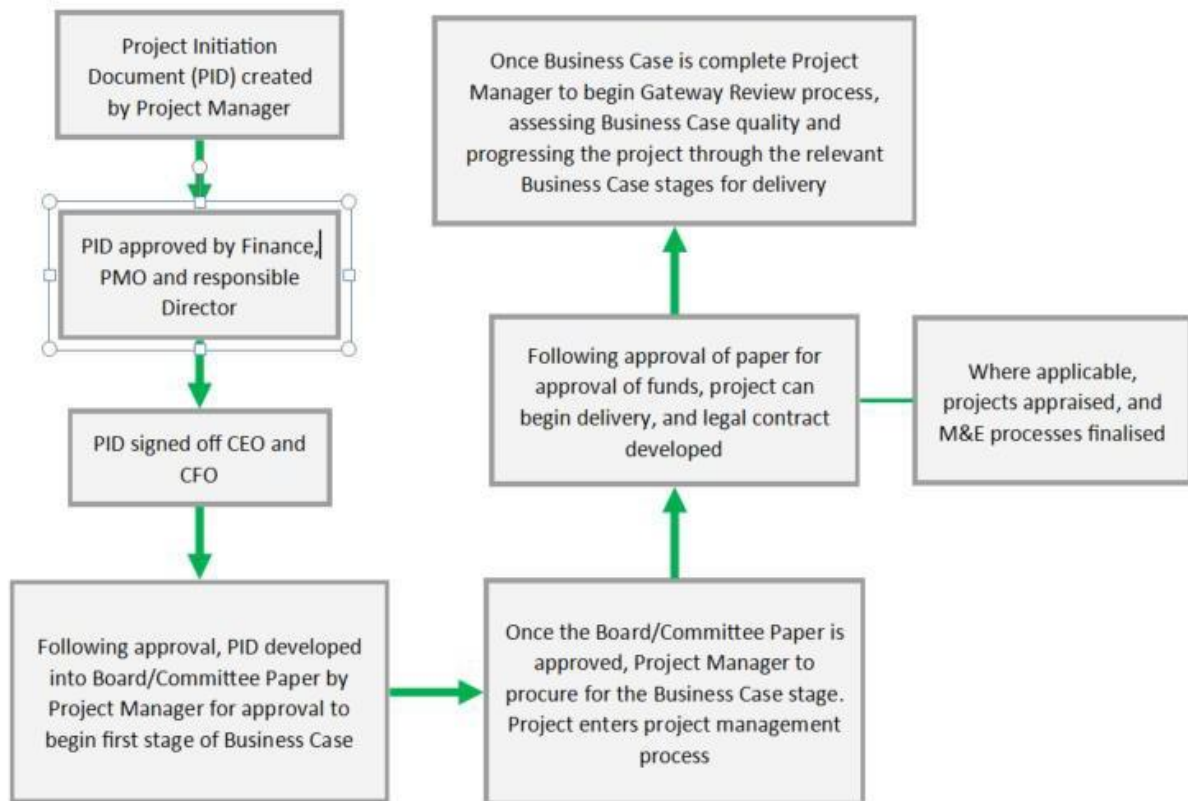 Project Initiation
Document (PID) created
by Project Manager
PID approved by Finance,
PMO and responsible
Director
PID signed off CEO and
CFO
Following approval, PID developed
into Board/Committee Paper by
Project Manager for approval to
begin first stage of Business Case
Once the Board/Committee Paper is
approved, Project Manager to
procure for the Business Case stage.
Project enters project management
process
Following approval of paper for
approval of funds, project can
begin delivery, and legal contract
developed
Where applicable,
projects appraised, and
M&E processes finalised
Once Business Case is complete Project
Manager to begin Gateway Review process,
assessing Business Case quality and
progressing the project through the relevant
Business Case stages for delivery